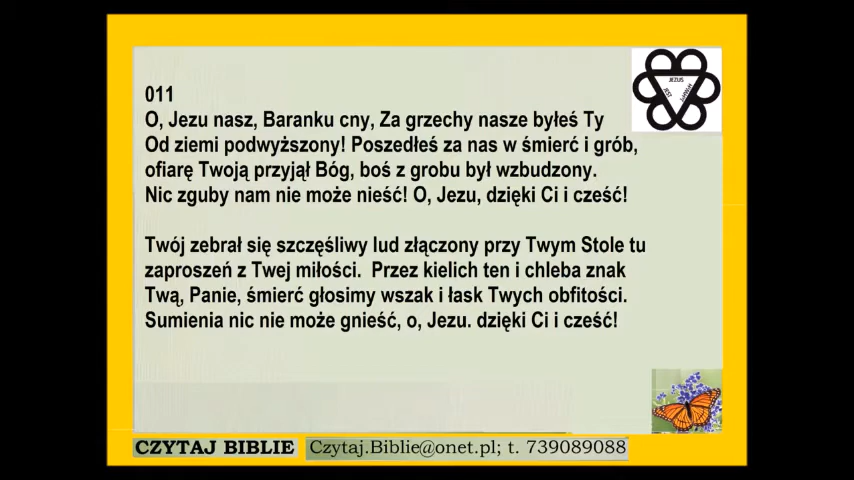 011
O, Jezu nasz, Baranku cny, Za grzechy nasze byłeś Ty
Od ziemi podwyższony! Poszedłeś za nas w śmierć i grób,
ofiarę Twoją przyjął Bóg, boś z grobu był wzbudzony.
Nic zguby nam nie może nieść! O, Jezu, dzięki Ci i cześć!
Twój zebrał się szczęśliwy lud złączony przy Twym Stole tu
zaproszeń z Twej miłości. Przez kielich ten i chleba znak
Twą, Panie, śmierć głosimy wszak i łask Twych obfitości.
Sumienia nic nie może gnieść, o, Jezu. dzięki Ci i cześć!
JEZUS
JEST
PANEM
CZYTAJ BIBLIE
Czytaj.Biblie@onet.pl; t. 739089088